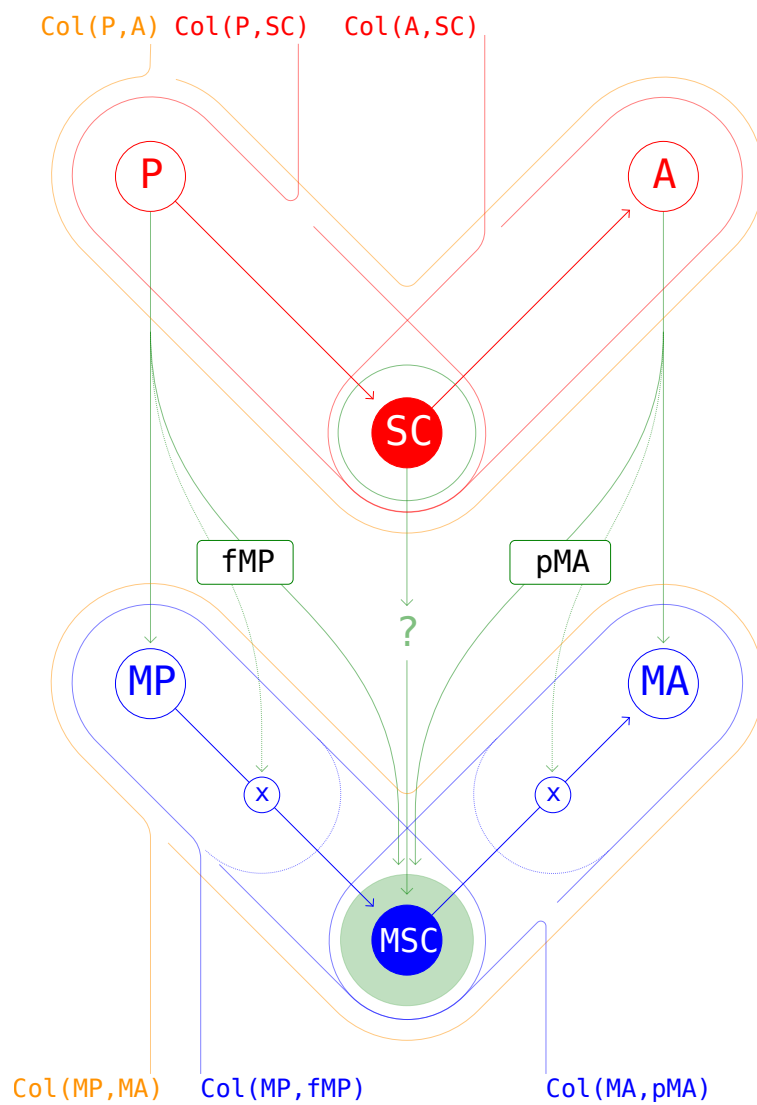 Col(P,A) Col(P,SC) Col(A,SC)
P
A
SC
fMP
pMA
?
MP
MA
x
x
MSC
Col(MP,MA) Col(MP,fMP) Col(MA,pMA)